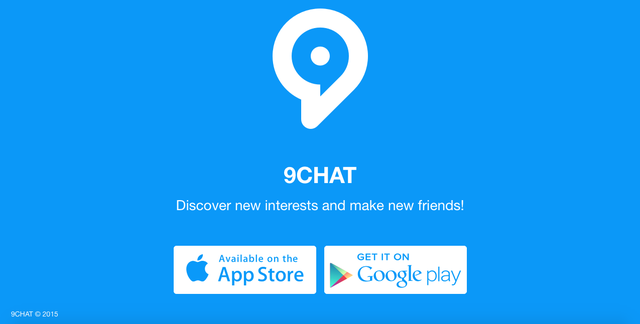 9CHAT
Discover new interests and make new friends!
Available on the
App Store
GET IT ON
Google play
9CHAT © 2015